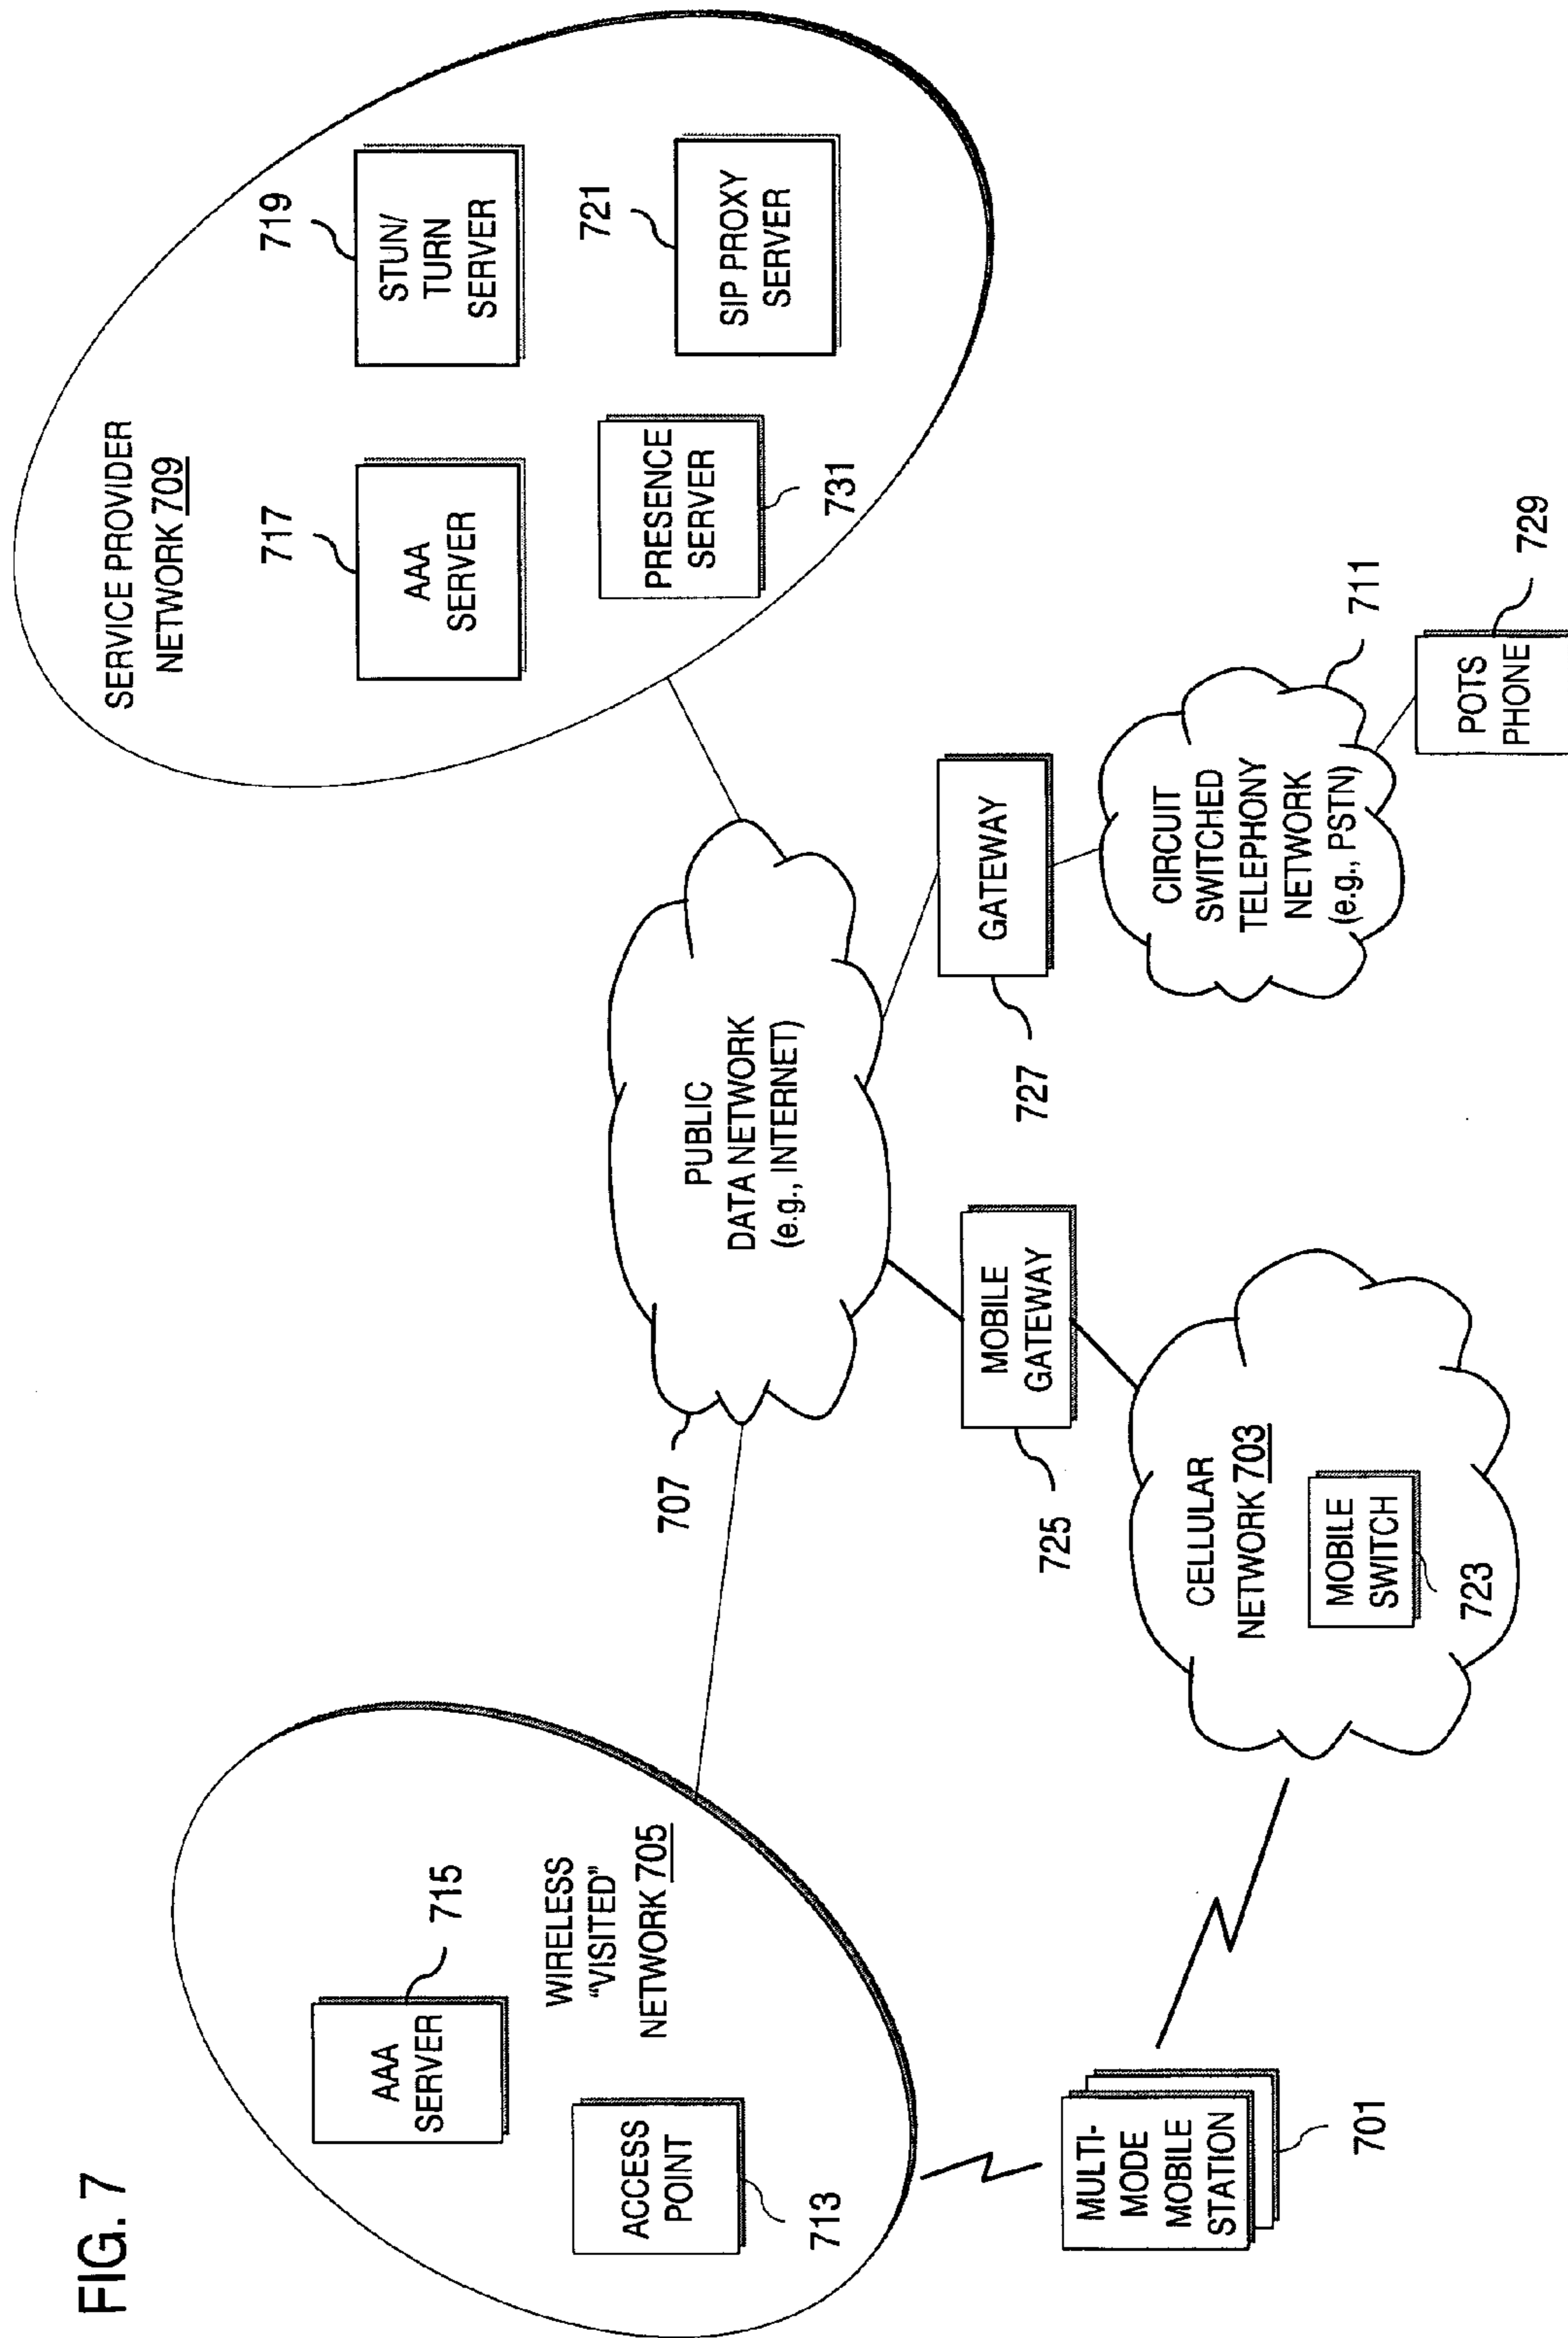 FIG. 7
AAA
SERVER
715
WIRELESS
“VISITED”
NETWORK 705
ACCESS
POINT
713
MULTI-
MODE
MOBILE
STATION
701
707
PUBLIC
DATA NETWORK
(e.g., INTERNET)
MOBILE
GATEWAY
725
CELLULAR
NETWORK 703
MOBILE
SWITCH
723
SERVICE PROVIDER
NETWORK 709
717
AAA
SERVER
719
STUN/
TURN
SERVER
PRESENCE
SERVER
731
721
SIP PROXY
SERVER
GATEWAY
727
CIRCUIT
SWITCHED
TELEPHONY
NETWORK
(e.g., PSTN)
711
POTS
PHONE
729